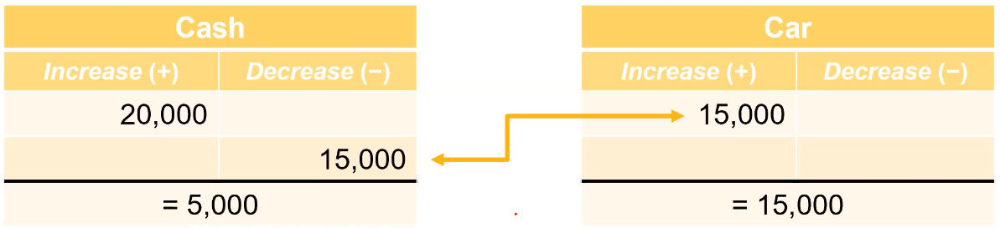 Cash
Increase (+) Decrease (−)
20,000
15,000
= 5,000
Car
Increase (+) Decrease (−)
15,000
= 15,000